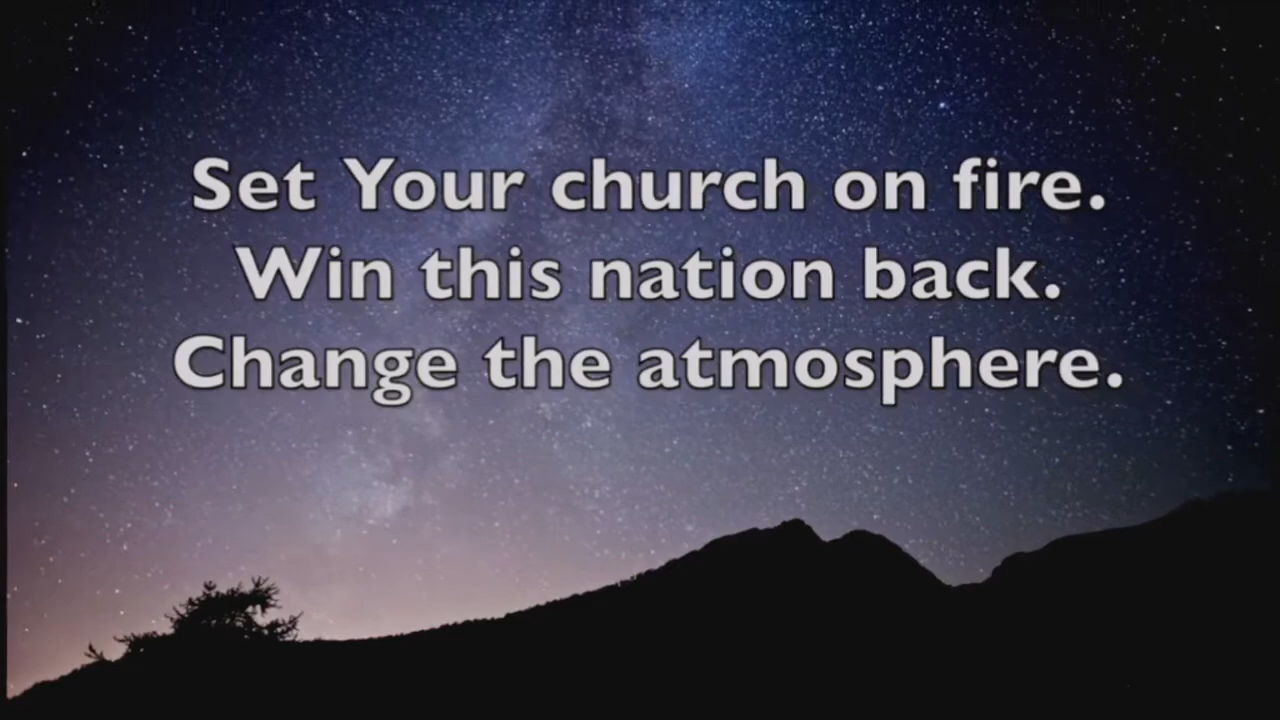 Set Your church on fire.
Win this nation back.
Change the atmosphere.